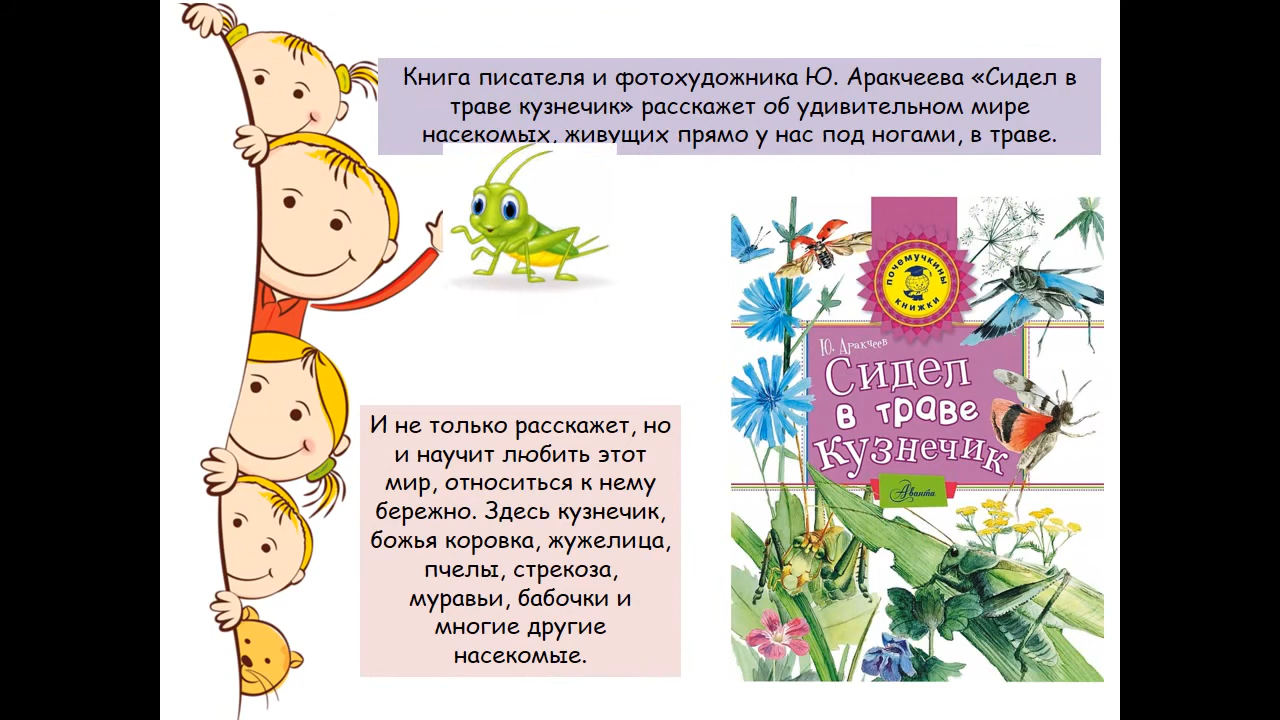 Книга писателя и фотохудожника Ю. Аракчеева «Сидел в
траве кузнечик» расскажет об удивительном мире
насекомых, живущих прямо у нас под ногами, в траве.
почемучкины
книжки
Ю. Аракчеев
Сидел
в траве
кузнечик
Аванта
И не только расскажет, но
и научит любить этот
мир, относиться к нему
бережно. Здесь кузнечик,
божья коровка, жужелица,
пчелы, стрекоза,
муравьи, бабочки и
многие другие
насекомые.